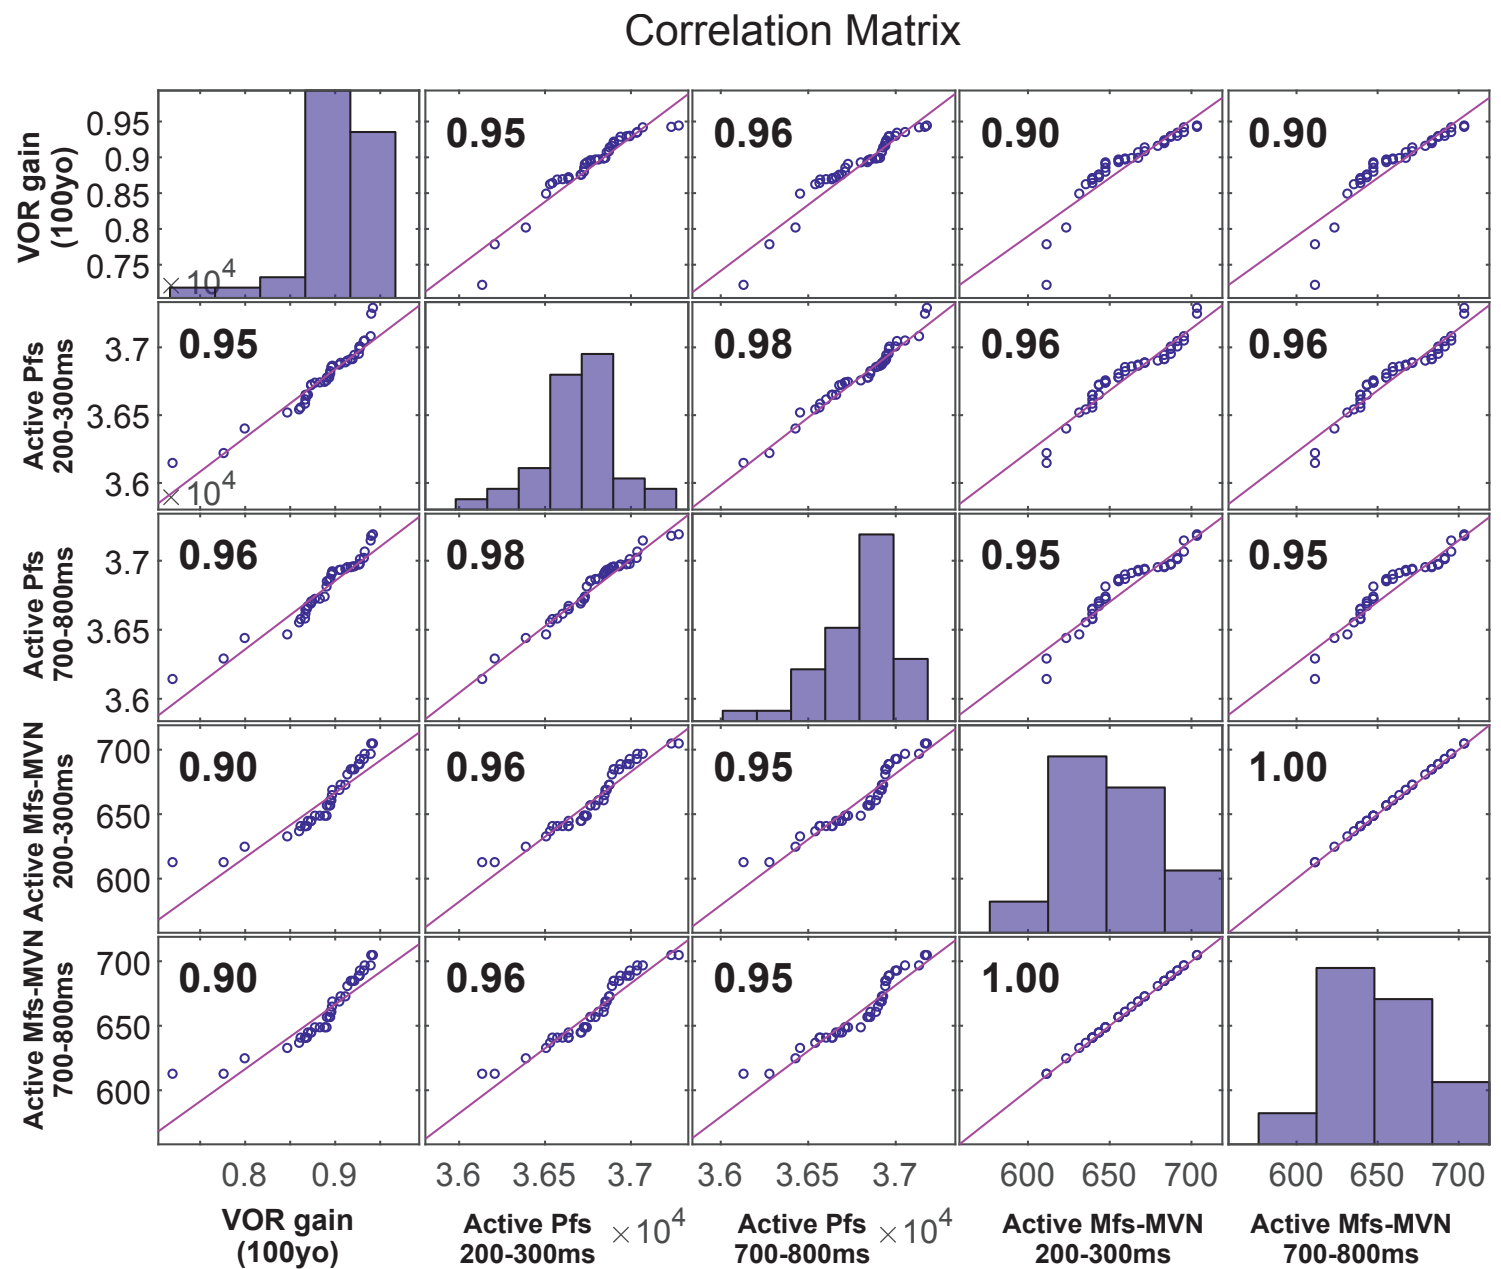 Correlation Matrix
VOR gain
(100yo)
0.95
0.9
0.85
0.8
0.75
× 10^4
0.95
0.96
0.90
0.90
Active Pfs
200-300ms
3.7
3.65
3.6
× 10^4
0.95
0.98
0.96
0.96
Active Pfs
700-800ms
3.7
3.65
3.6
0.96
0.98
0.95
0.95
Active Mfs-MVN
200-300ms
700
650
600
0.90
0.96
0.95
1.00
Active Mfs-MVN
700-800ms
700
650
600
0.90
0.96
0.95
1.00
0.8 0.9
3.6 3.65 3.7
3.6 3.65 3.7
600 650 700
600 650 700
VOR gain
(100yo)
Active Pfs
200-300ms
× 10^4
Active Pfs
700-800ms
× 10^4
Active Mfs-MVN
200-300ms
Active Mfs-MVN
700-800ms